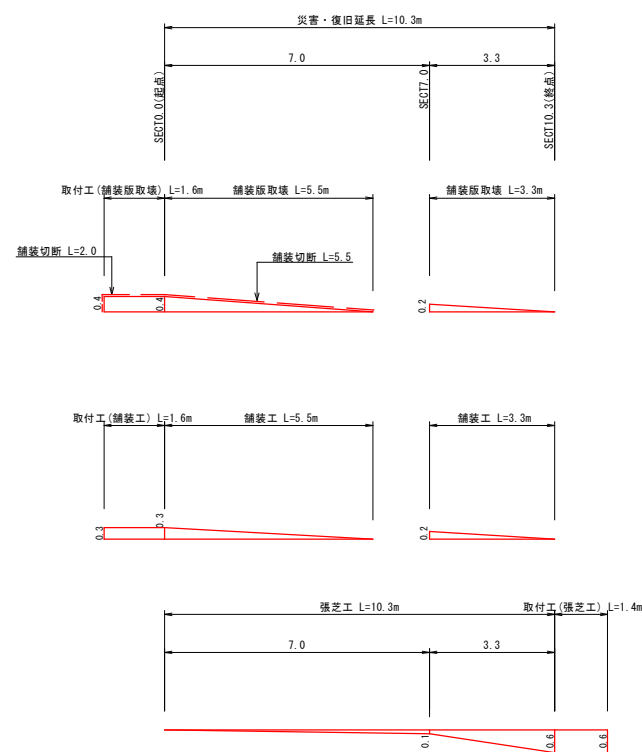 災害・復旧延長 L=10.3m
7.0
3.3
SECT0.0(起点)
SECT7.0
SECT10.3(終点)
取付工(舗装版取壊) L=1.6m
舗装版取壊 L=5.5m
舗装版取壊 L=3.3m
舗装切断 L=2.0
舗装切断 L=5.5
0.4
0.4
0.2
取付工(舗装工) L=1.6m
舗装工 L=5.5m
舗装工 L=3.3m
0.3
0.3
0.2
張芝工 L=10.3m
取付工(張芝工) L=1.4m
7.0
3.3
0.1
0.6
0.6